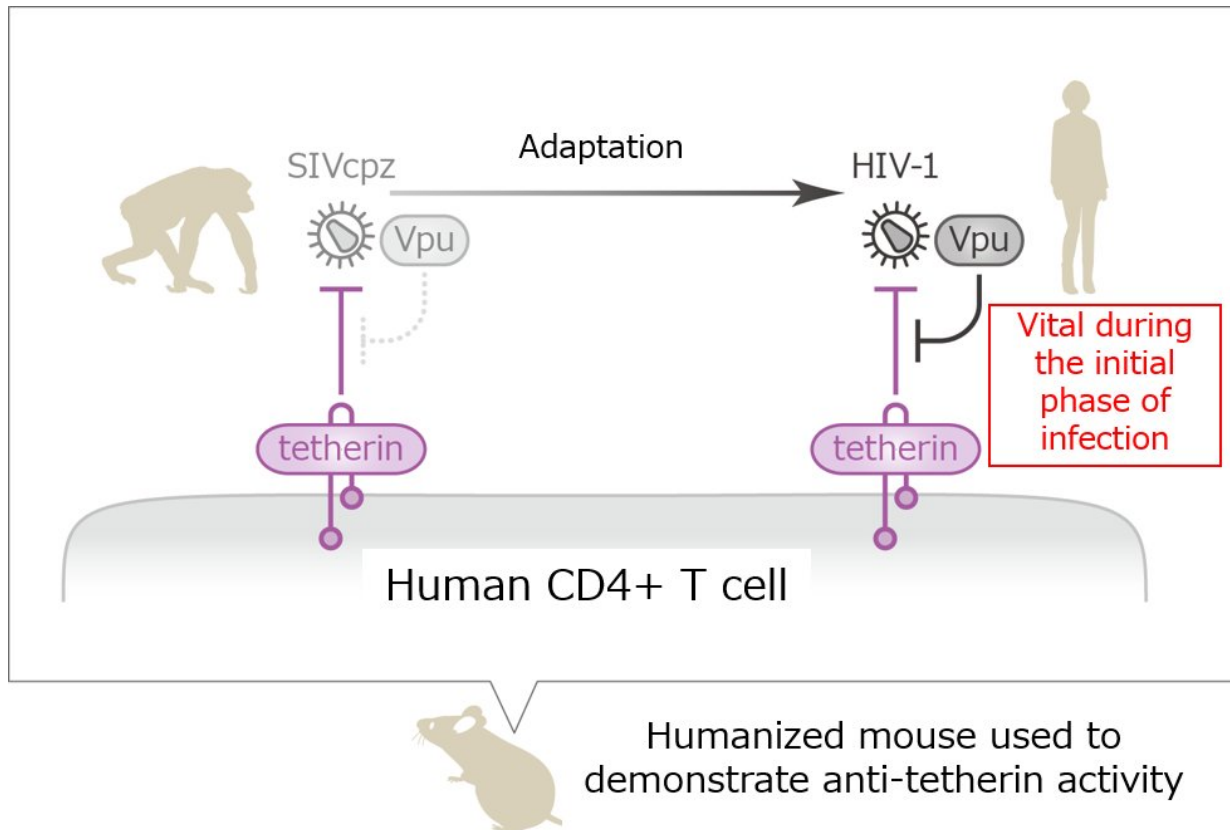 Adaptation
SIVcpz
HIV-1
Vpu
Vpu
Vital during
the initial
phase of
infection
tetherin
tetherin
Human CD4+ T cell
Humanized mouse used to
demonstrate anti-tetherin activity